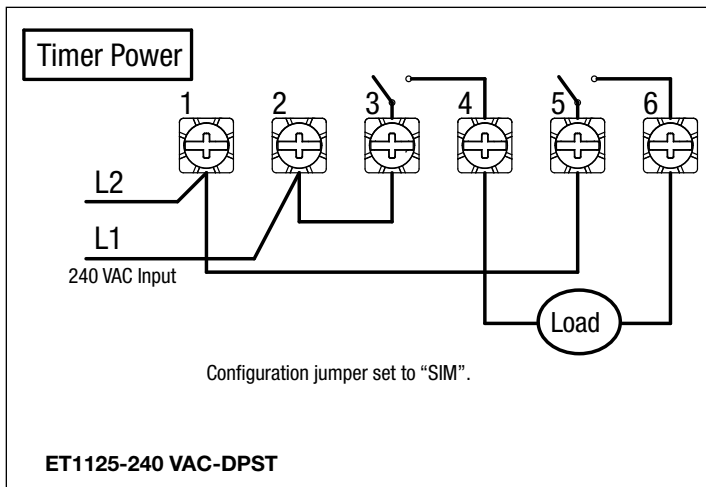 Timer Power
1 2 3 4 5 6
L2
L1
240 VAC Input
Load
Configuration jumper set to “SIM”.
ET1125-240 VAC-DPST